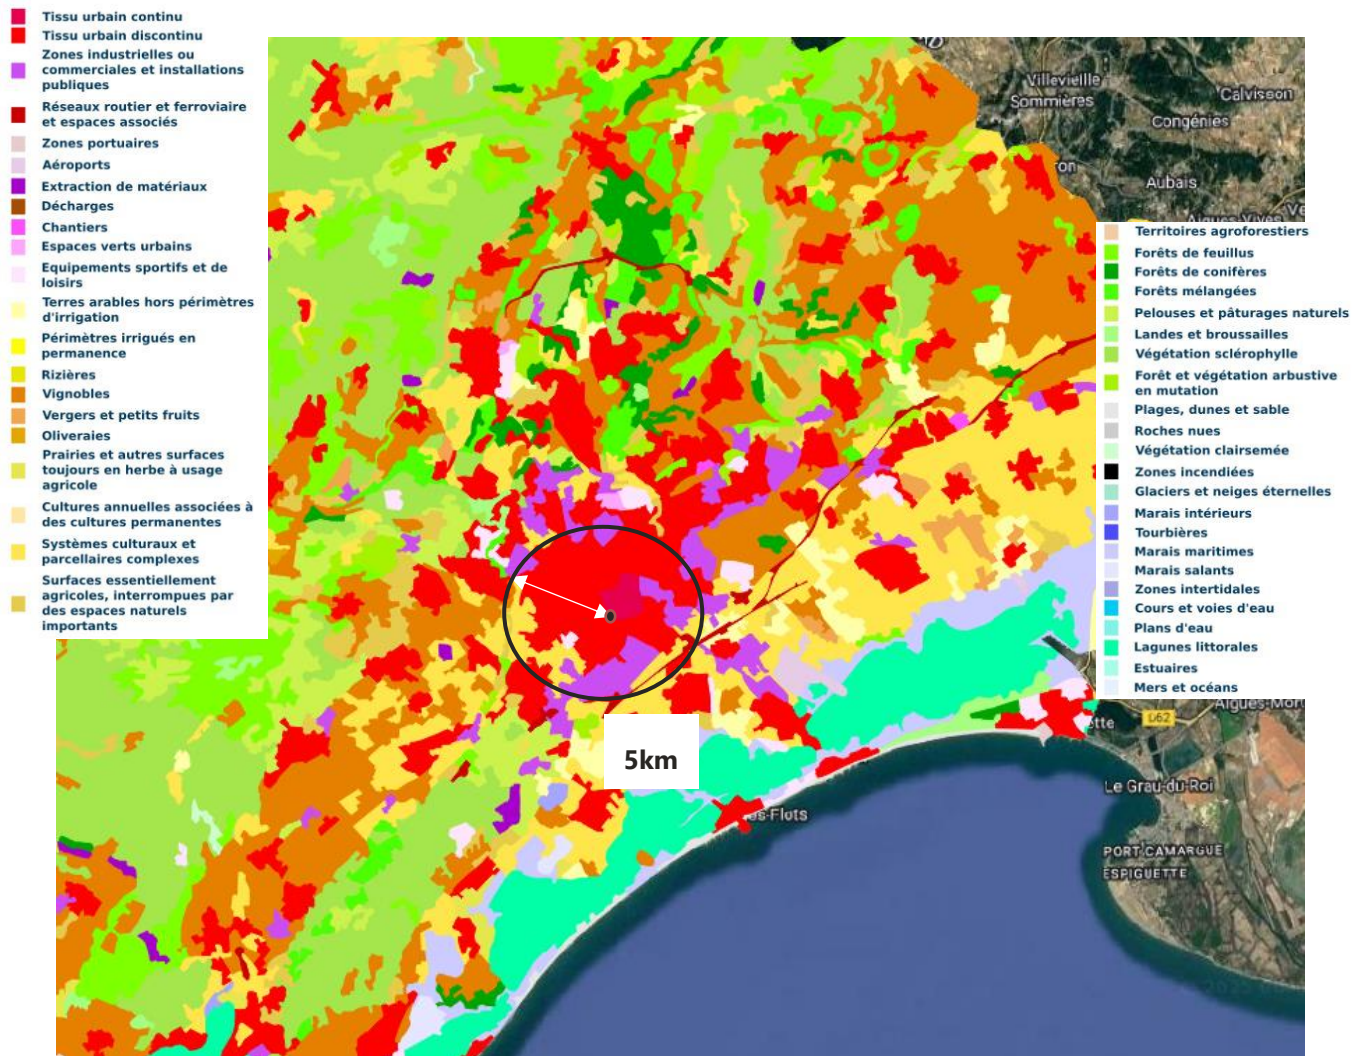 Tissu urbain continu
Tissu urbain discontinu
Zones industrielles ou
commerciales et installations
publiques
Réseaux routier et ferroviaire
et espaces associés
Zones portuaires
Aéroports
Extraction de matériaux
Décharges
Chantiers
Espaces verts urbains
Equipements sportifs et de
loisirs
Terres arables hors périmètres
d'irrigation
Périmètres irrigués en
permanence
Rizières
Vignobles
Vergers et petits fruits
Oliveraies
Prairies et autres surfaces
toujours en herbe à usage
agricole
Cultures annuelles associées à
des cultures permanentes
Systèmes culturaux et
parcellaires complexes
Surfaces essentiellement
agricoles, interrompues par
des espaces naturels
importants
Villevieille
Sommières
Calvisson
Congénies
Aubais
Aigues-Vives
Territoires agroforestiers
Forêts de feuillus
Forêts de conifères
Forêts mélangées
Pelouses et pâturages naturels
Landes et broussailles
Végétation sclérophylle
Forêt et végétation arbustive
en mutation
Plages, dunes et sable
Roches nues
Végétation clairsemée
Zones incendiées
Glaciers et neiges éternelles
Marais intérieurs
Tourbières
Marais maritimes
Marais salants
Zones intertidales
Cours et voies d'eau
Plans d'eau
Lagunes littorales
Estuaires
Mers et océans
Aigues-Mort
D62
ette
5km
Le Grau-du-Roi
es-Flots
PORT CAMARGUE
ESPIGUETTE